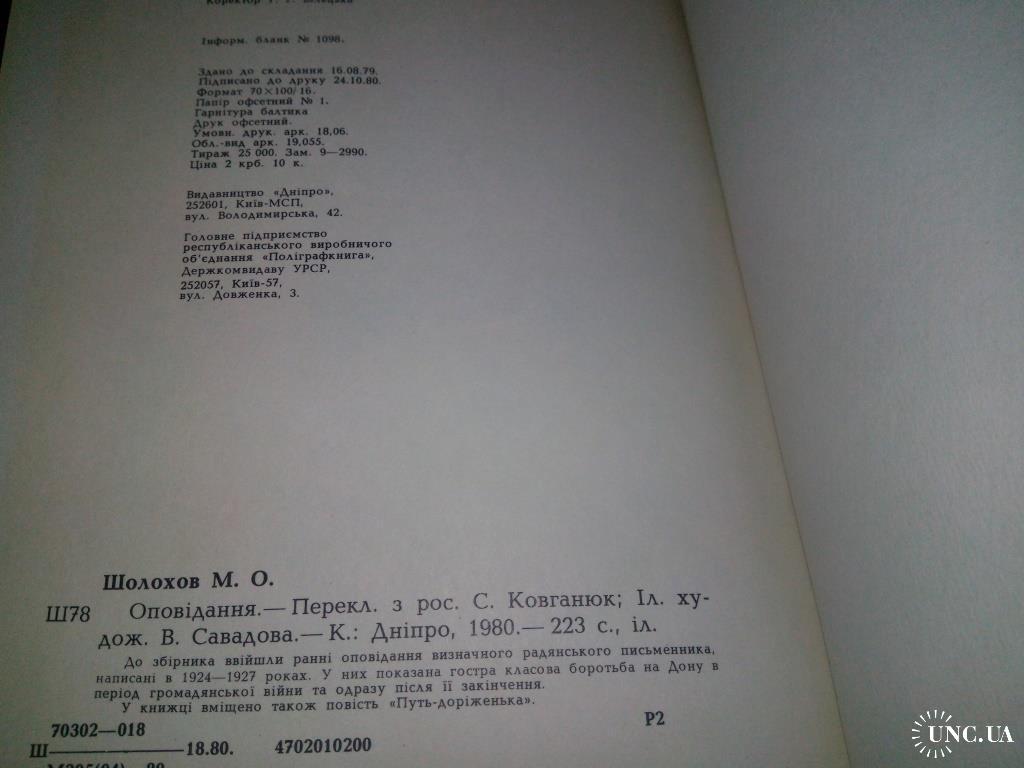 Коректор
Інформ. бланк № 1098.
Здано до складання 16.08.79.
Підписано до друку 24.10.80.
Формат 70×100/16.
Папір офсетний № 1.
Гарнітура балтика
Друк офсетний.
Умовн. друк. арк. 18,06.
Обл.-вид арк. 19,055.
Тираж 25 000. Зам. 9—2990.
Ціна 2 крб. 10 к.
Видавництво «Дніпро»,
252601, Київ-МСП,
вул. Володимирська, 42.
Головне підприємство
республіканського виробничого
об'єднання «Поліграфкнига»,
Держкомвидаву УРСР,
252057, Київ-57,
вул. Довженка, 3.
Шолохов М. О.
Ш78 Оповідання.— Перекл. з рос. С. Ковганюк; Іл. ху-
дож. В. Савадова.— К.: Дніпро, 1980.— 223 с., іл.
До збірника ввійшли ранні оповідання визначного радянського письменника,
написані в 1924—1927 роках. У них показана гостра класова боротьба на Дону в
період громадянської війни та одразу після її закінчення.
У книжці вміщено також повість «Путь-доріженька».
70302—018 Р2
Ш————18.80. 4702010200
UNC.UA